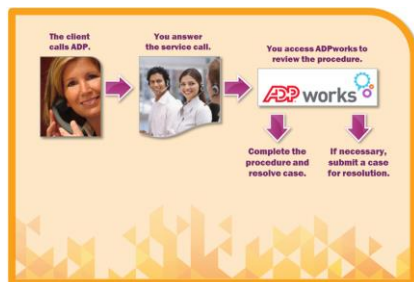 The client
calls ADP.
You answer
the service call.
You access ADPworks to
review the procedure.
ADP works
Complete the
procedure and
resolve case.
If necessary,
submit a case
for resolution.